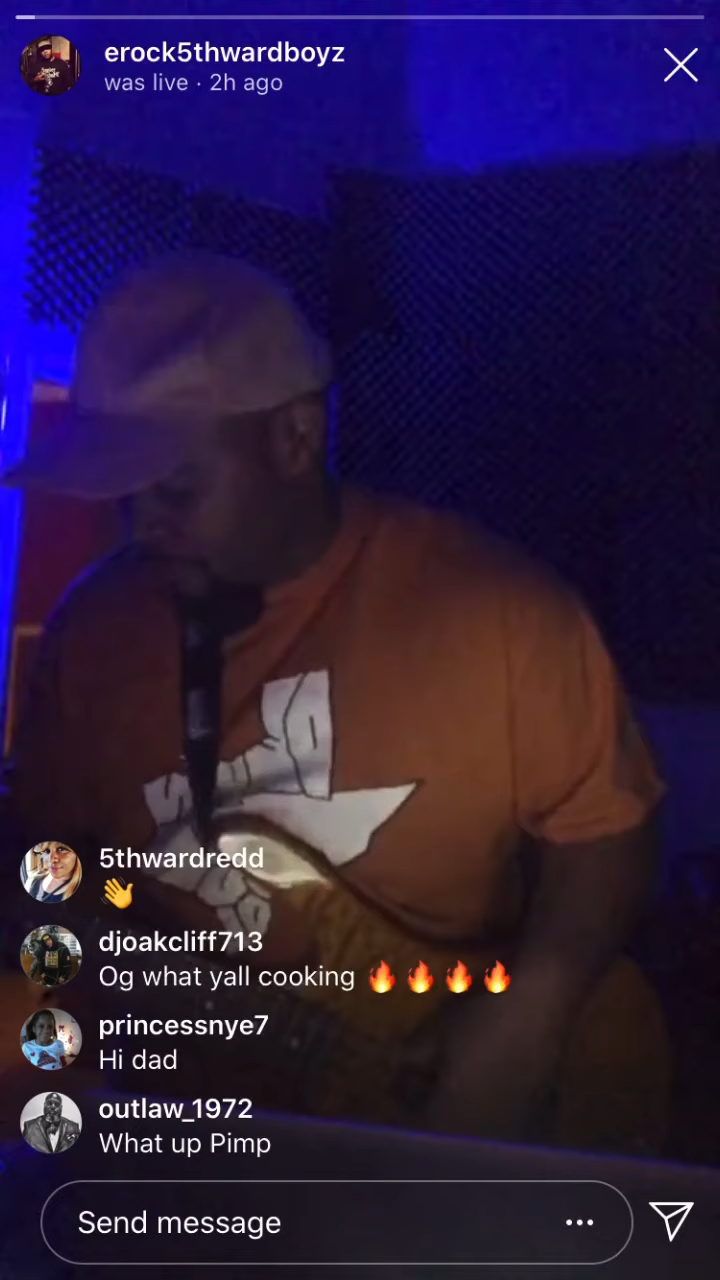 erock5thwardboyz
was live · 2h ago
5thwardredd
👋
djoakcliff713
Og what yall cooking 🔥 🔥 🔥 🔥
princessnye7
Hi dad
outlaw_1972
What up Pimp
Send message